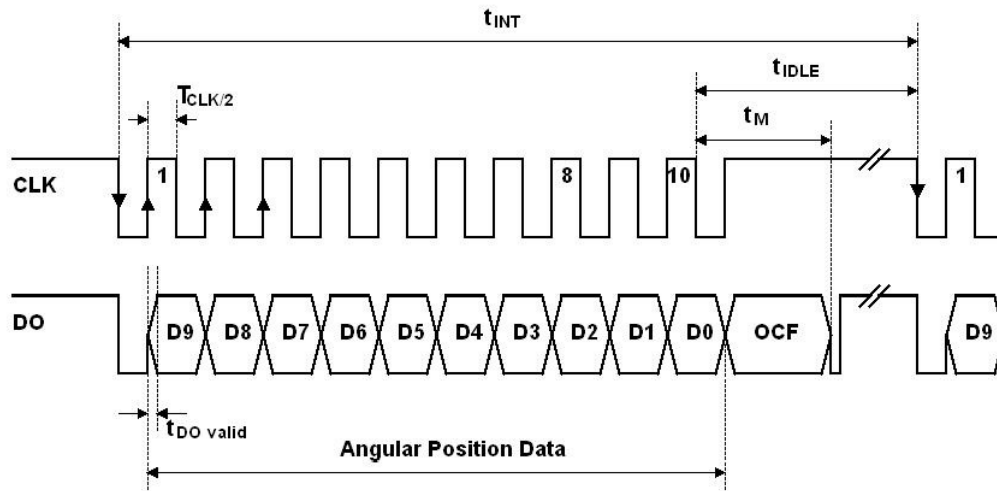 tINT
tIDLE
TCLK/2
tM
CLK 1 8 10 1
DO D9 D8 D7 D6 D5 D4 D3 D2 D1 D0 OCF D9
tDO valid
Angular Position Data